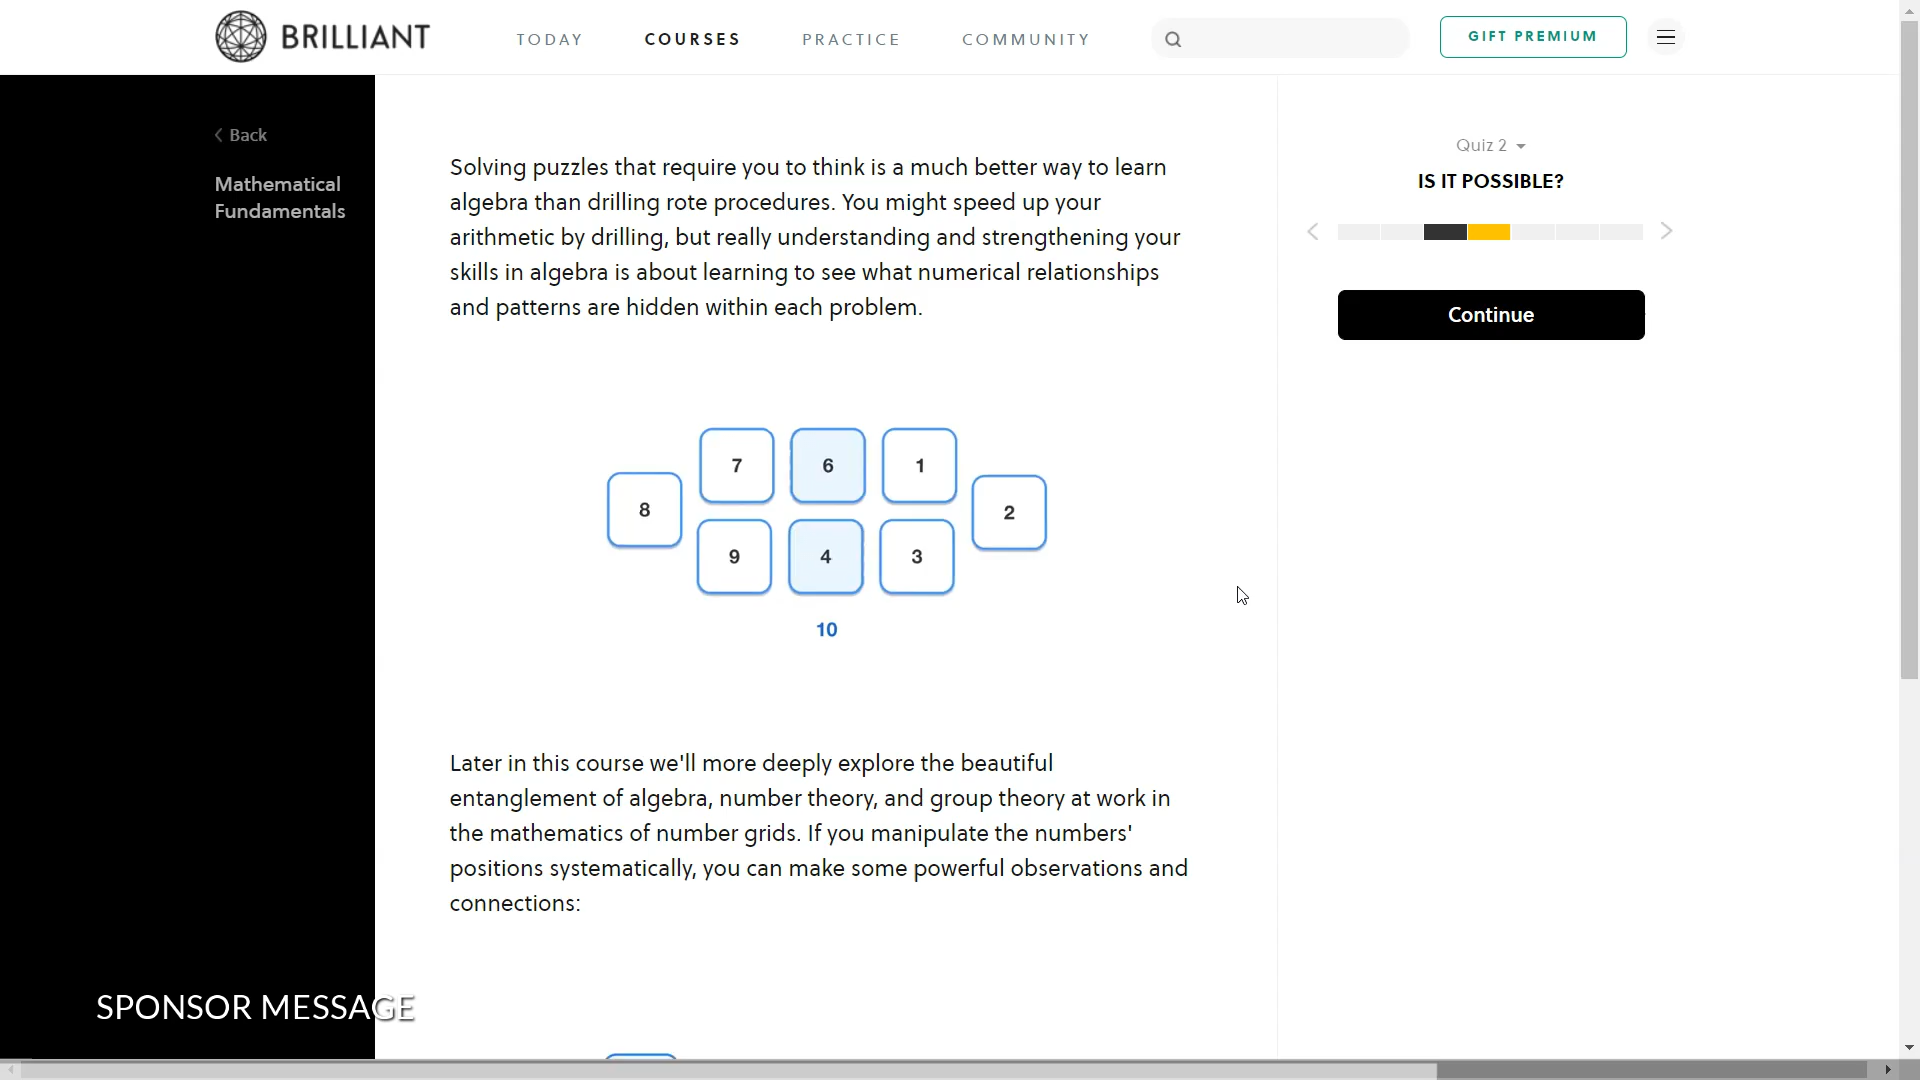 BRILLIANT
TODAY
COURSES
PRACTICE
COMMUNITY
GIFT PREMIUM
Back
Mathematical
Fundamentals
Solving puzzles that require you to think is a much better way to learn
algebra than drilling rote procedures. You might speed up your
arithmetic by drilling, but really understanding and strengthening your
skills in algebra is about learning to see what numerical relationships
and patterns are hidden within each problem.
7 6 1
8 2
9 4 3
10
Later in this course we'll more deeply explore the beautiful
entanglement of algebra, number theory, and group theory at work in
the mathematics of number grids. If you manipulate the numbers'
positions systematically, you can make some powerful observations and
connections:
Quiz 2
IS IT POSSIBLE?
Continue
SPONSOR MESSAGE